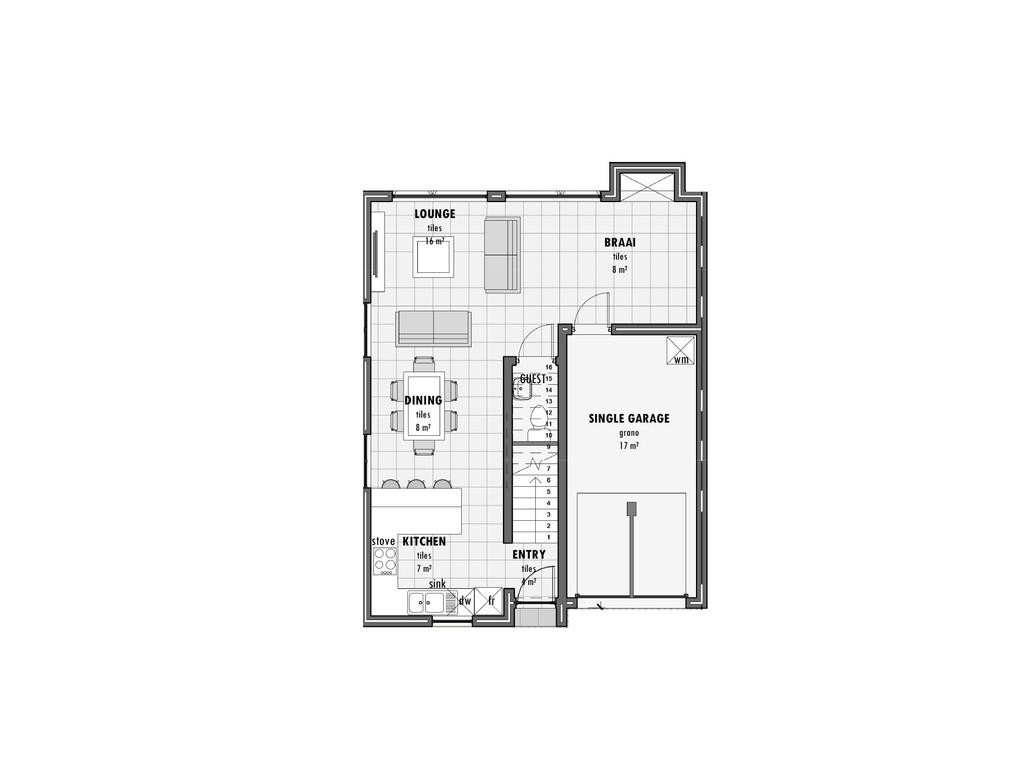 LOUNGE
tiles
16 m²
BRAAI
tiles
8 m²
wm
16
GUEST
15
14
13
12
11
10
9
7
6
5
4
3
2
1
DINING
tiles
8 m²
SINGLE GARAGE
grano
17 m²
stove
KITCHEN
tiles
7 m²
ENTRY
tiles
4 m²
sink
dw
fr